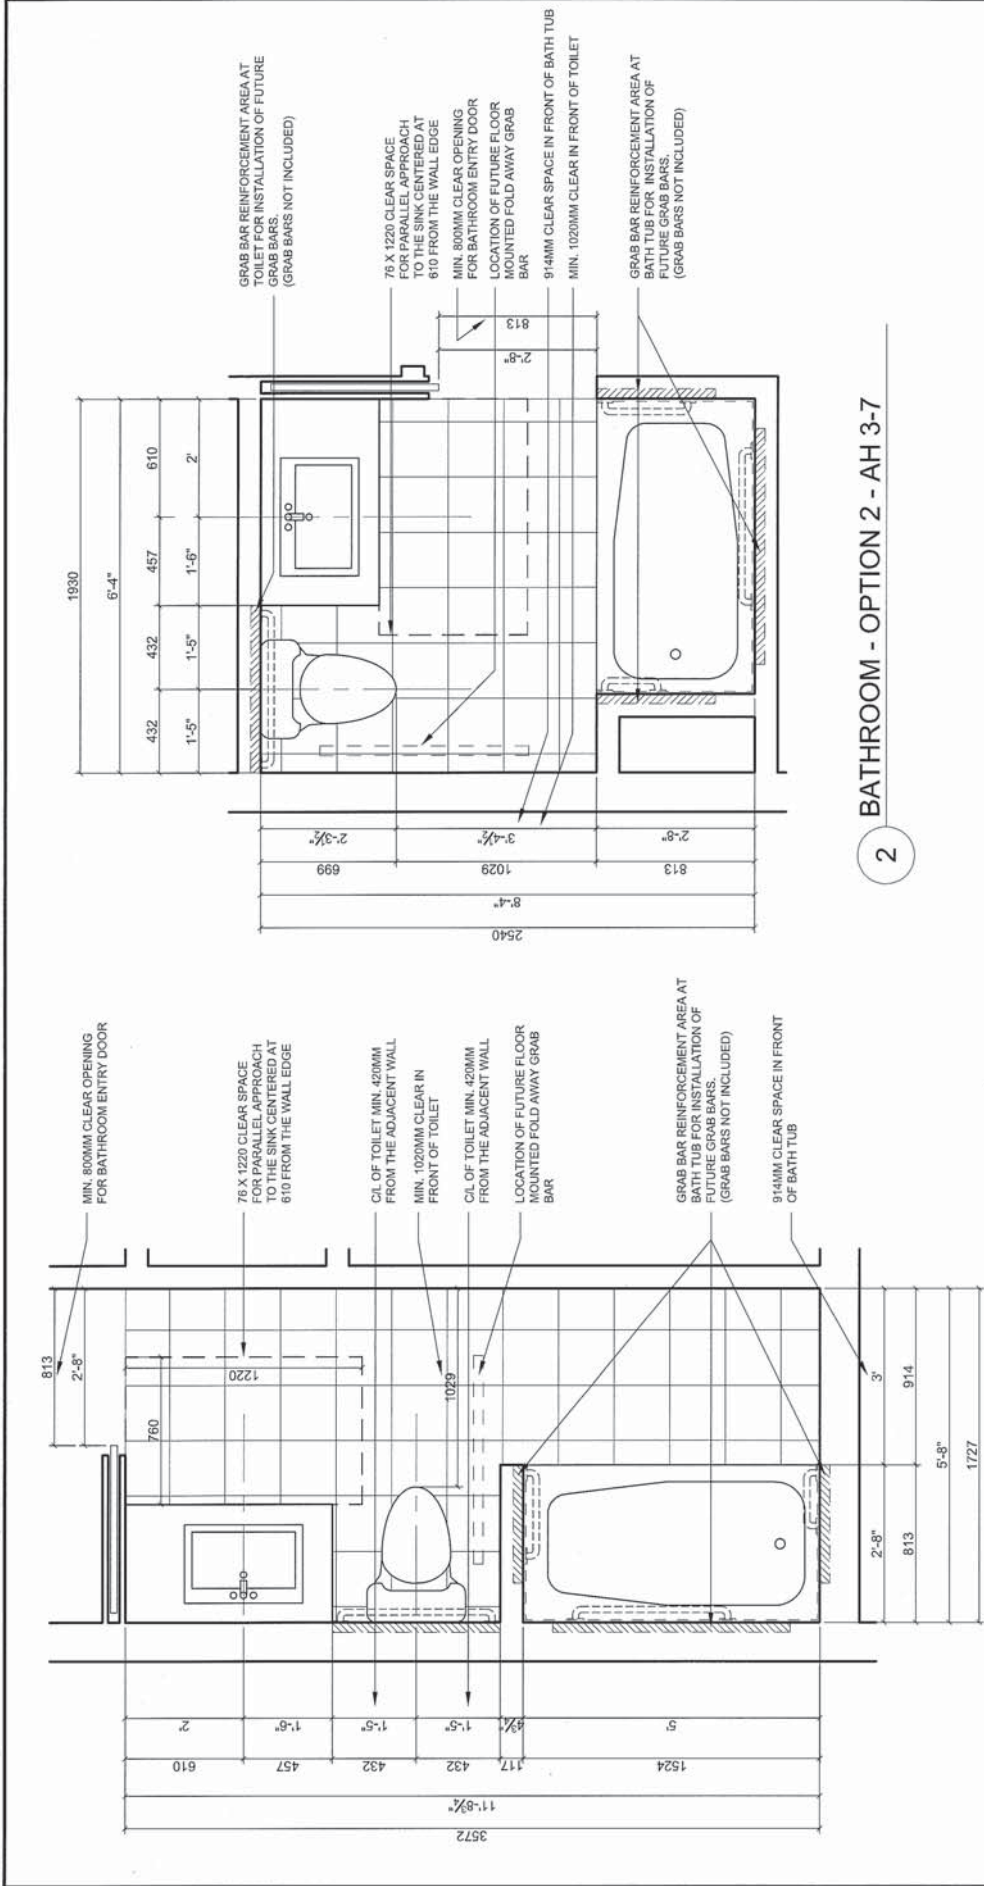 MIN. 800MM CLEAR OPENING
FOR BATHROOM ENTRY DOOR
76 X 1220 CLEAR SPACE
FOR PARALLEL APPROACH
TO THE SINK CENTERED AT
610 FROM THE WALL EDGE
C/L OF TOILET MIN. 420MM
FROM THE ADJACENT WALL
MIN. 1020MM CLEAR IN
FRONT OF TOILET
C/L OF TOILET MIN. 420MM
FROM THE ADJACENT WALL
LOCATION OF FUTURE FLOOR
MOUNTED FOLD AWAY GRAB
BAR
GRAB BAR REINFORCEMENT AREA AT
BATH TUB FOR INSTALLATION OF
FUTURE GRAB BARS.
(GRAB BARS NOT INCLUDED)
914MM CLEAR SPACE IN FRONT
OF BATH TUB
813
2'-8"
760
1220
1029
2'
1'-6"
1'-5"
1'-5"
4¾"
5'
610
457
432
432
117
1524
11'-8¾"
3572
2'-8"
3'
813
914
5'-8"
1727
GRAB BAR REINFORCEMENT AREA AT
TOILET FOR INSTALLATION OF FUTURE
GRAB BARS.
(GRAB BARS NOT INCLUDED)
76 X 1220 CLEAR SPACE
FOR PARALLEL APPROACH
TO THE SINK CENTERED AT
610 FROM THE WALL EDGE
MIN. 800MM CLEAR OPENING
FOR BATHROOM ENTRY DOOR
LOCATION OF FUTURE FLOOR
MOUNTED FOLD AWAY GRAB
BAR
914MM CLEAR SPACE IN FRONT OF BATH TUB
MIN. 1020MM CLEAR IN FRONT OF TOILET
GRAB BAR REINFORCEMENT AREA AT
BATH TUB FOR INSTALLATION OF
FUTURE GRAB BARS.
(GRAB BARS NOT INCLUDED)
1930
6'-4"
432
432
457
610
1'-5"
1'-5"
1'-6"
2'
813
2'-8"
2'-3½"
3'-4½"
2'-8"
699
1029
813
8'-4"
2540
2
BATHROOM - OPTION 2 - AH 3-7